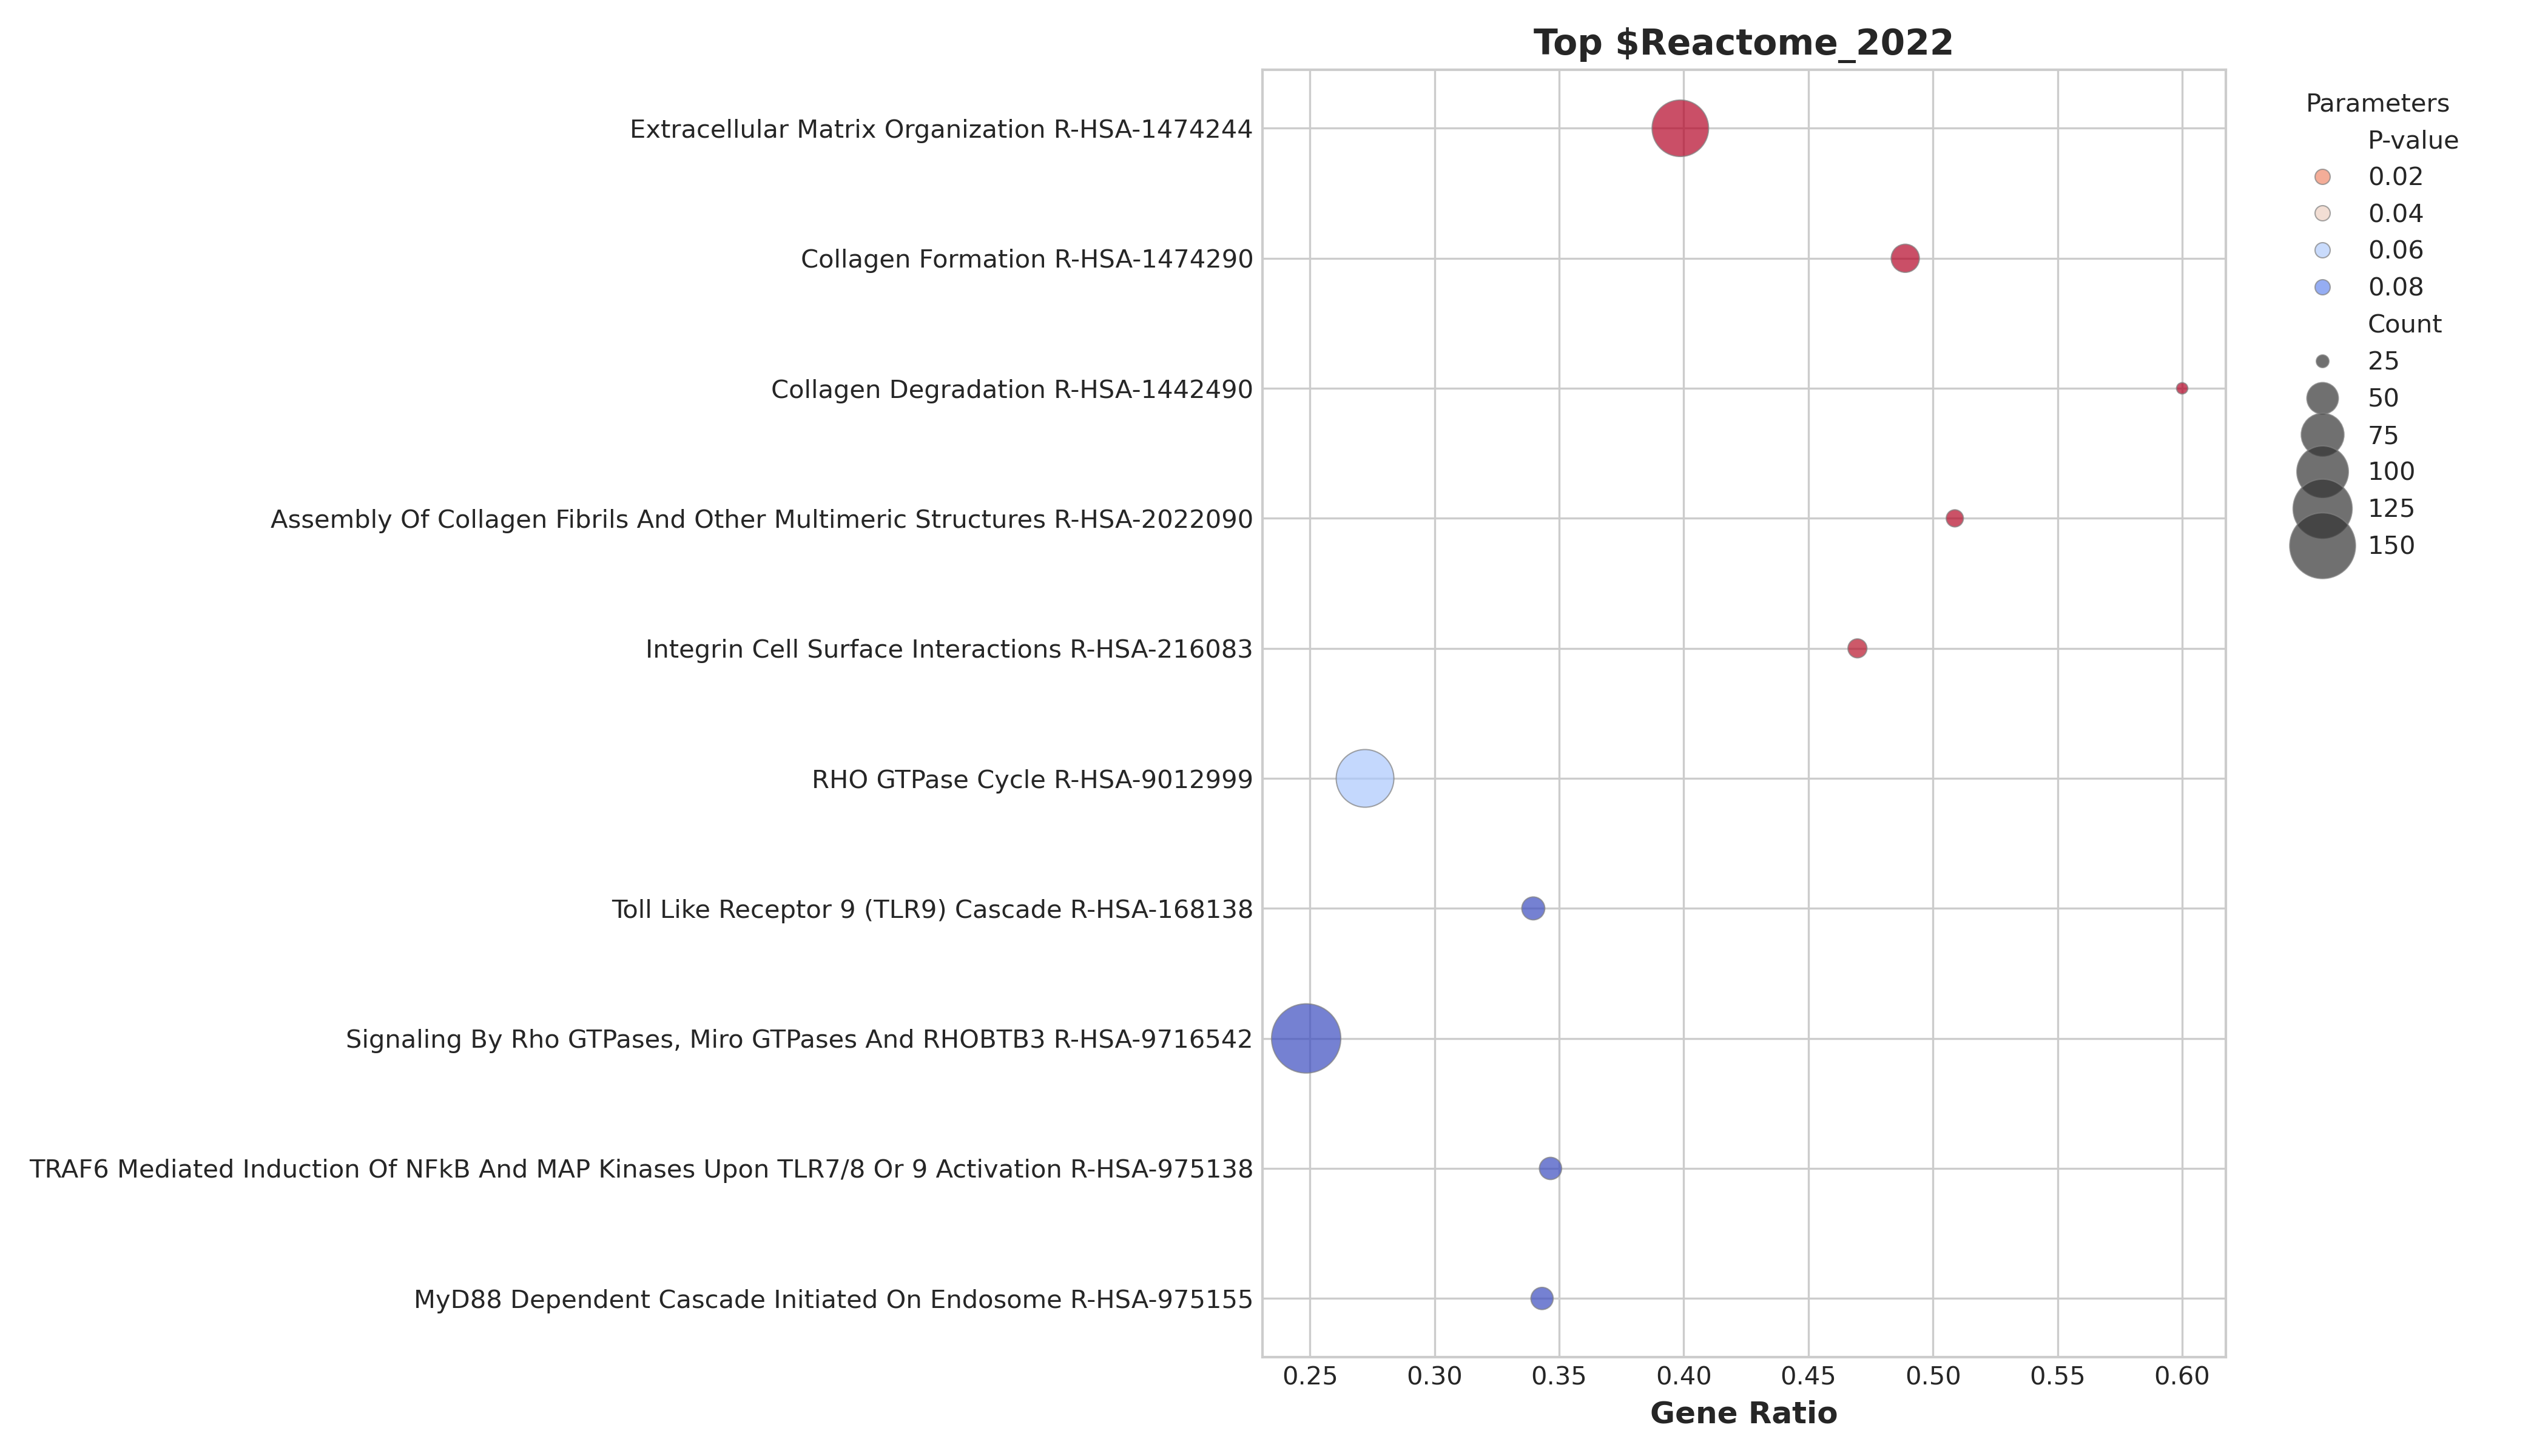 Top $Reactome_2022
Extracellular Matrix Organization R-HSA-1474244
Collagen Formation R-HSA-1474290
Collagen Degradation R-HSA-1442490
Assembly Of Collagen Fibrils And Other Multimeric Structures R-HSA-2022090
Integrin Cell Surface Interactions R-HSA-216083
RHO GTPase Cycle R-HSA-9012999
Toll Like Receptor 9 (TLR9) Cascade R-HSA-168138
Signaling By Rho GTPases, Miro GTPases And RHOBTB3 R-HSA-9716542
TRAF6 Mediated Induction Of NFkB And MAP Kinases Upon TLR7/8 Or 9 Activation R-HSA-975138
MyD88 Dependent Cascade Initiated On Endosome R-HSA-975155
0.25 0.30 0.35 0.40 0.45 0.50 0.55 0.60
Gene Ratio
Parameters
P-value
0.02
0.04
0.06
0.08
Count
25
50
75
100
125
150